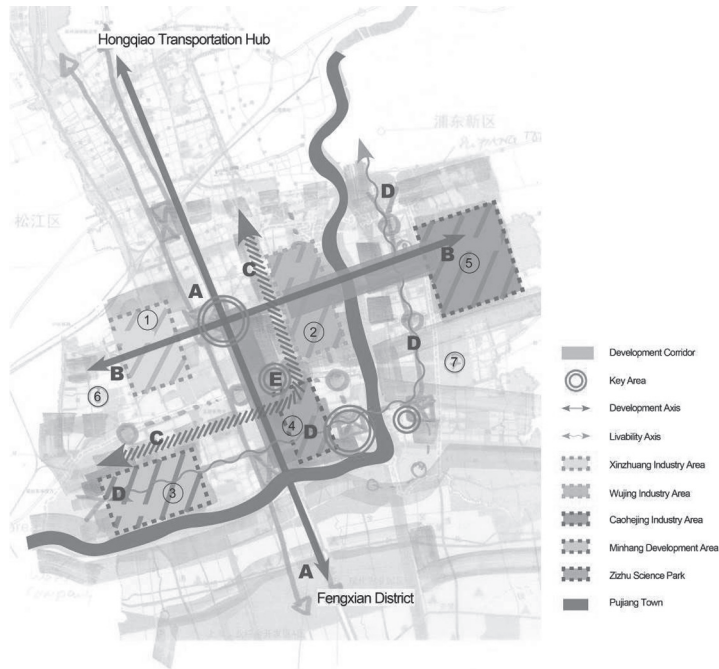 Hongqiao Transportation Hub
浦东新区
松江区
D
B
5
C
A
1
2
7
B
6
E
C
4
D
D
3
D
A
Fengxian District
Development Corridor
Key Area
Development Axis
Livability Axis
Xinzhuang Industry Area
Wujing Industry Area
Caohejing Industry Area
Minhang Development Area
Zizhu Science Park
Pujiang Town